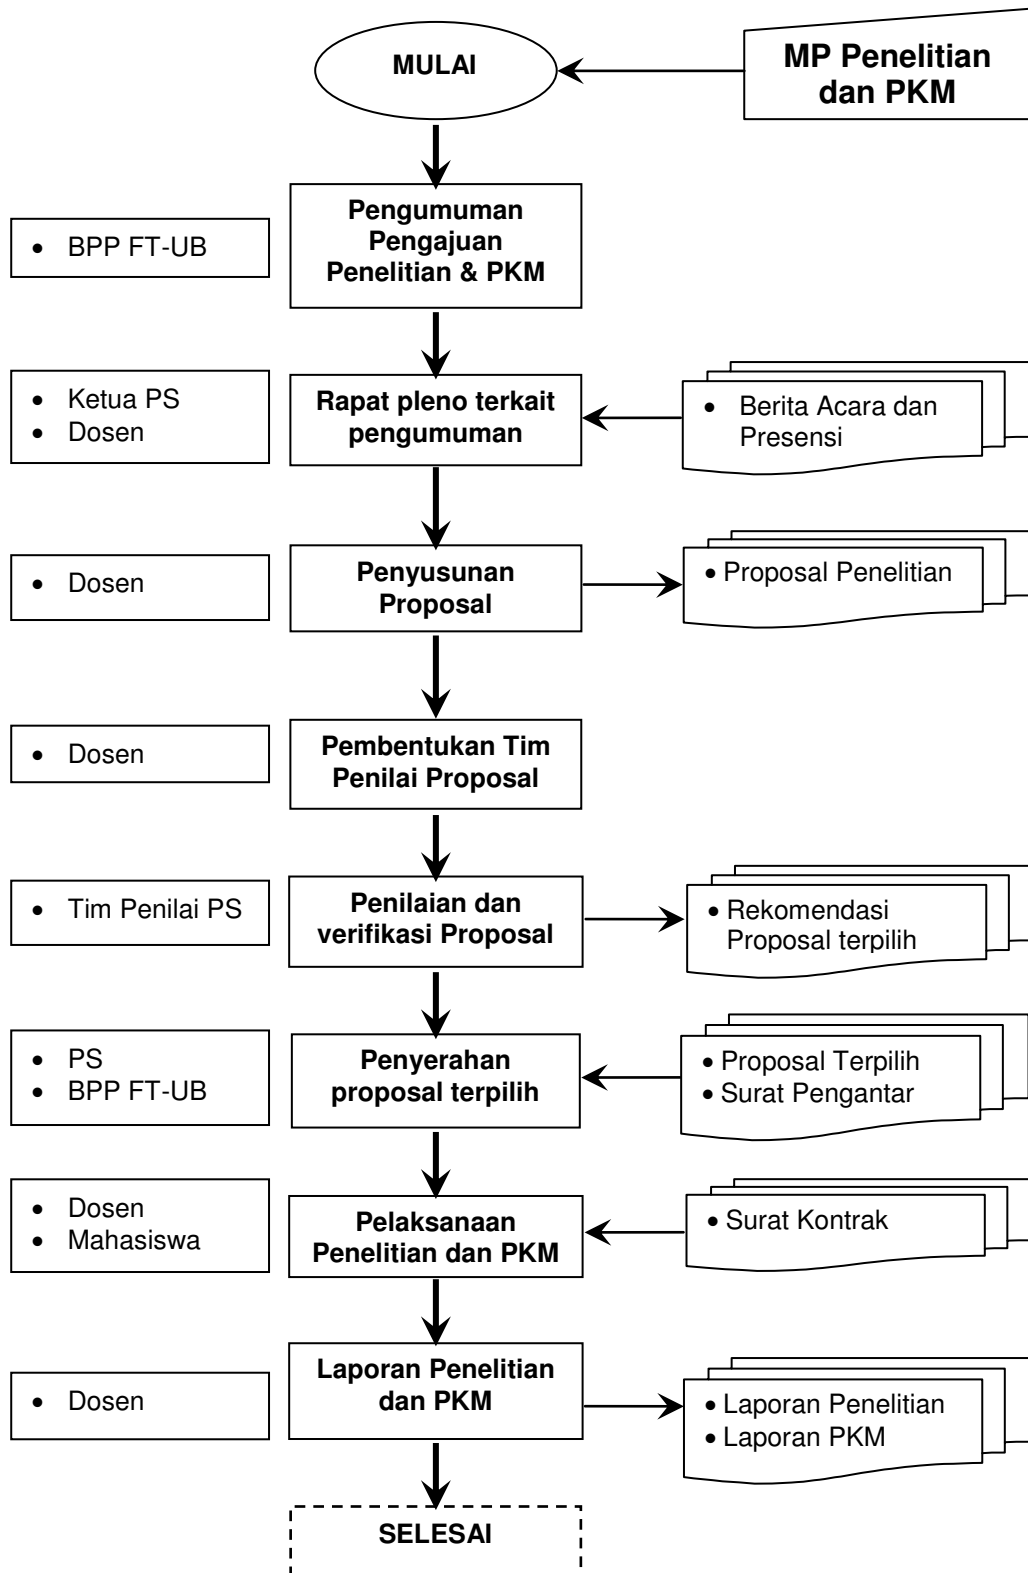 MULAI
MP Penelitian
dan PKM
• BPP FT-UB
Pengumuman
Pengajuan
Penelitian & PKM
• Ketua PS
• Dosen
Rapat pleno terkait
pengumuman
• Berita Acara dan
Presensi
• Dosen
Penyusunan
Proposal
• Proposal Penelitian
• Dosen
Pembentukan Tim
Penilai Proposal
• Tim Penilai PS
Penilaian dan
verifikasi Proposal
• Rekomendasi
Proposal terpilih
• PS
• BPP FT-UB
Penyerahan
proposal terpilih
• Proposal Terpilih
• Surat Pengantar
• Dosen
• Mahasiswa
Pelaksanaan
Penelitian dan PKM
• Surat Kontrak
• Dosen
Laporan Penelitian
dan PKM
• Laporan Penelitian
• Laporan PKM
SELESAI